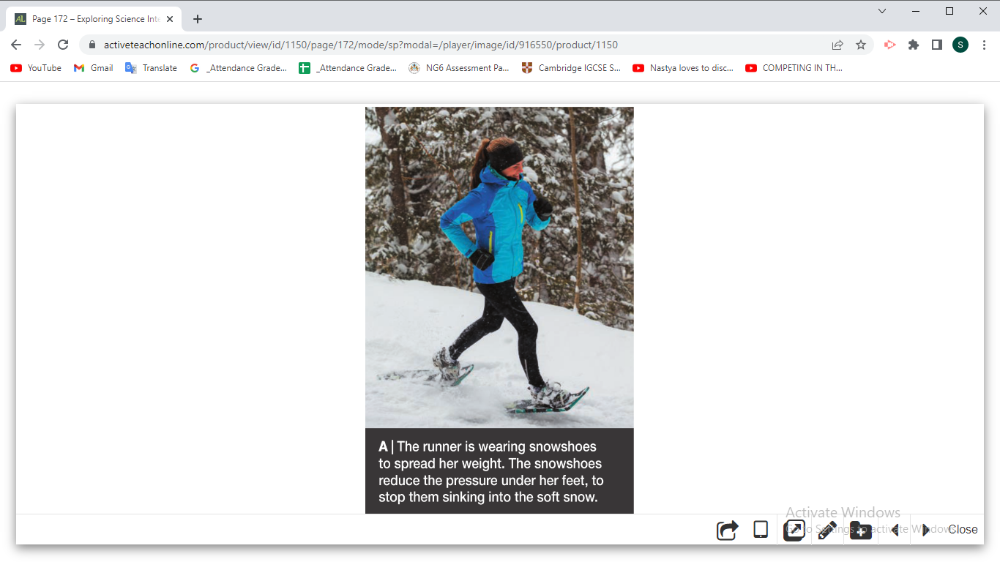 Page 172 – Exploring Science Inte
activeteachonline.com/product/view/id/1150/page/172/mode/sp?modal=/player/image/id/916550/product/1150
S
YouTube
Gmail
Translate
_Attendance Grade...
_Attendance Grade...
NG6 Assessment Pa...
Cambridge IGCSE S...
Nastya loves to disc...
COMPETING IN TH...
A | The runner is wearing snowshoes
to spread her weight. The snowshoes
reduce the pressure under her feet, to
stop them sinking into the soft snow.
Activate Windows
Go to Settings to activate Windows.
Close